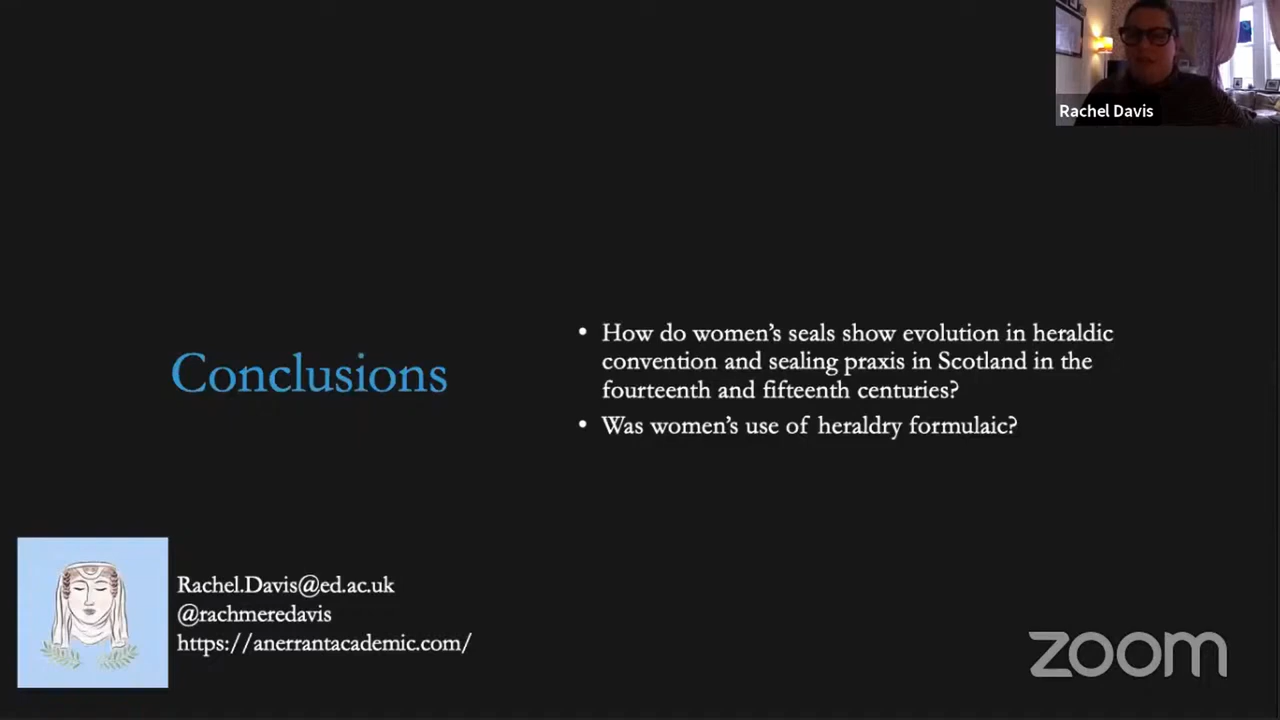 Rachel Davis
Conclusions
• How do women's seals show evolution in heraldic
convention and sealing praxis in Scotland in the
fourteenth and fifteenth centuries?
• Was women's use of heraldry formulaic?
Rachel.Davis@ed.ac.uk
@rachmeredavis
https://anerrantacademic.com/
zoom